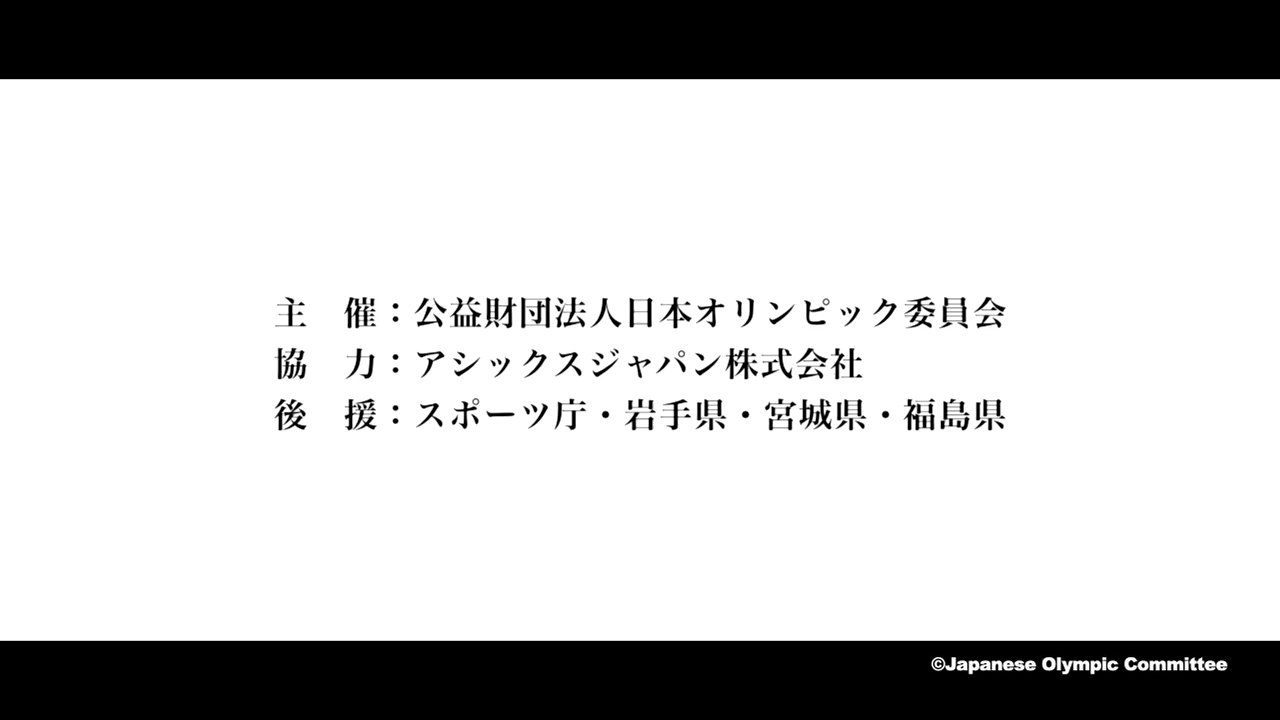 主　催：公益財団法人日本オリンピック委員会
協　力：アシックスジャパン株式会社
後　援：スポーツ庁・岩手県・宮城県・福島県
©Japanese Olympic Committee